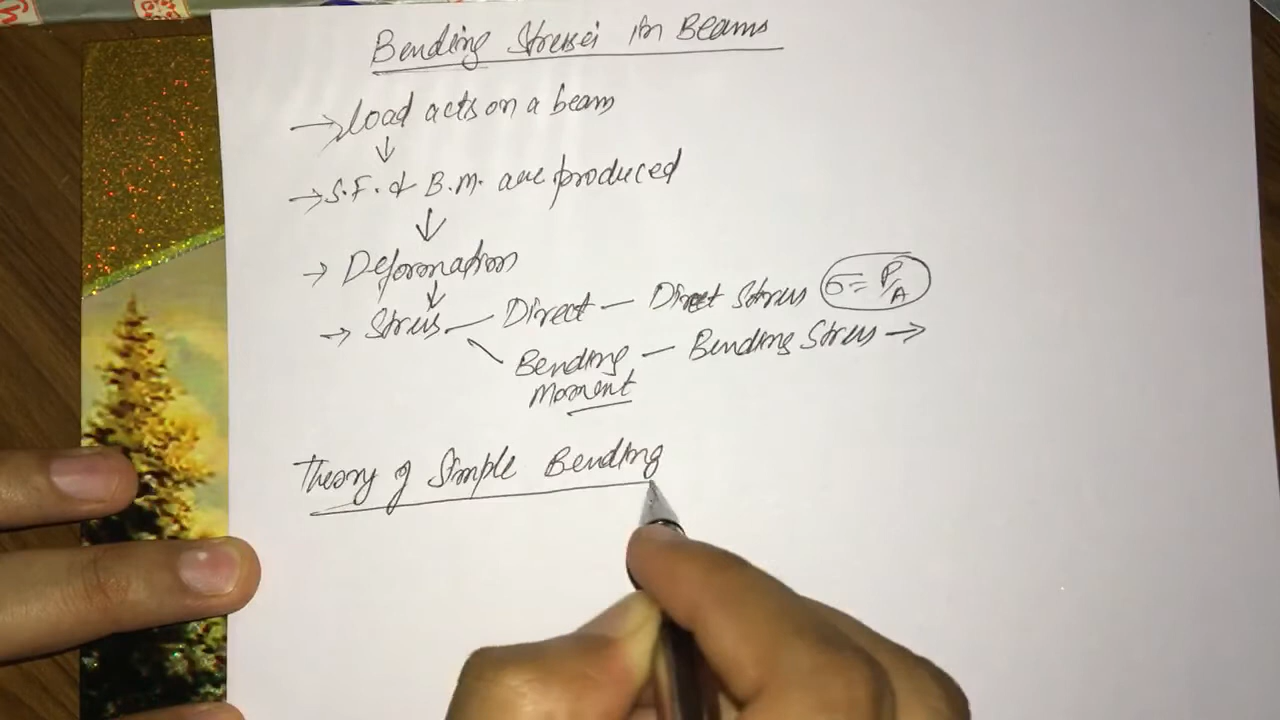 Bending Stresses in Beams
→ load acts on a beam
↓
→ S.F. & B.M. are produced
↓
→ Deformation
↓
→ Stress — Direct — Direct Stress σ = P/A
Bending Moment — Bending Stress →
Theory of Simple Bending